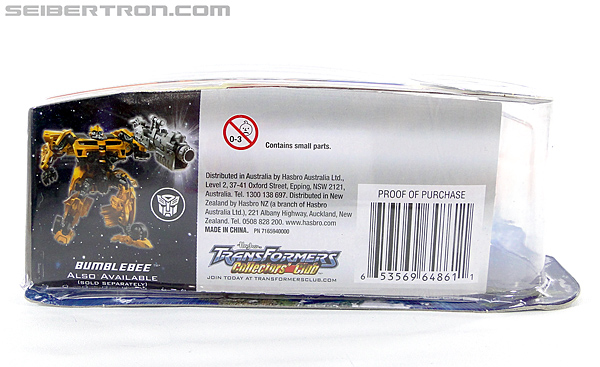 SEIBERTRON.COM
0-3
Contains small parts.
Distributed in Australia by Hasbro Australia Ltd.,
Level 2, 37-41 Oxford Street, Epping, NSW 2121,
Australia. Tel. 1300 138 697. Distributed in New
Zealand by Hasbro NZ (a branch of Hasbro
Australia Ltd.), 221 Albany Highway, Auckland, New
Zealand. Tel. 0508 828 200. www.hasbro.com
MADE IN CHINA. PN 7165940000
PROOF OF PURCHASE
6 53569 64861 1
BUMBLEBEE
ALSO AVAILABLE
(SOLD SEPARATELY)
TRANSFORMERS
Collectors' Club
JOIN TODAY AT TRANSFORMERSCLUB.COM